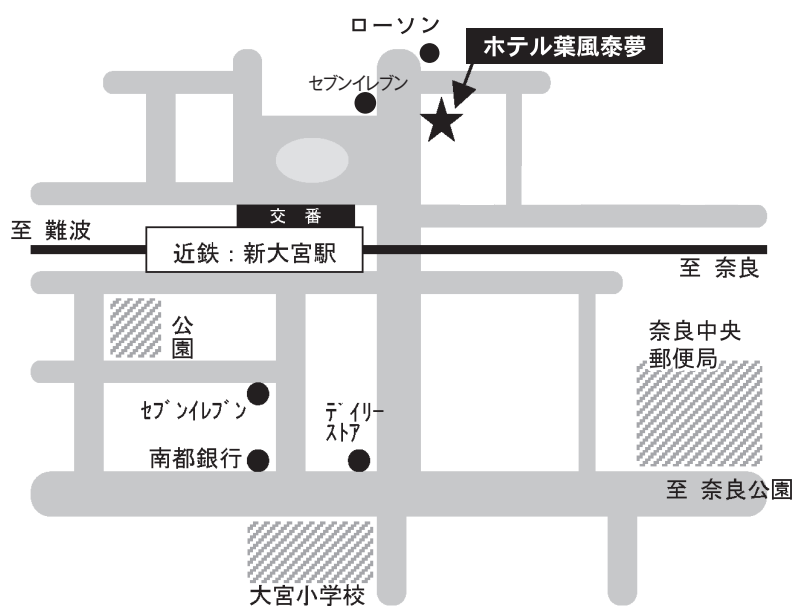 ローソン
ホテル葉風泰夢
セブンイレブン
交 番
至 難波
近鉄：新大宮駅
至 奈良
公
園
奈良中央
郵便局
ｾﾌﾞﾝｲﾚﾌﾞﾝ
ﾃﾞｲﾘｰ
ｽﾄｱ
南都銀行
至 奈良公園
大宮小学校